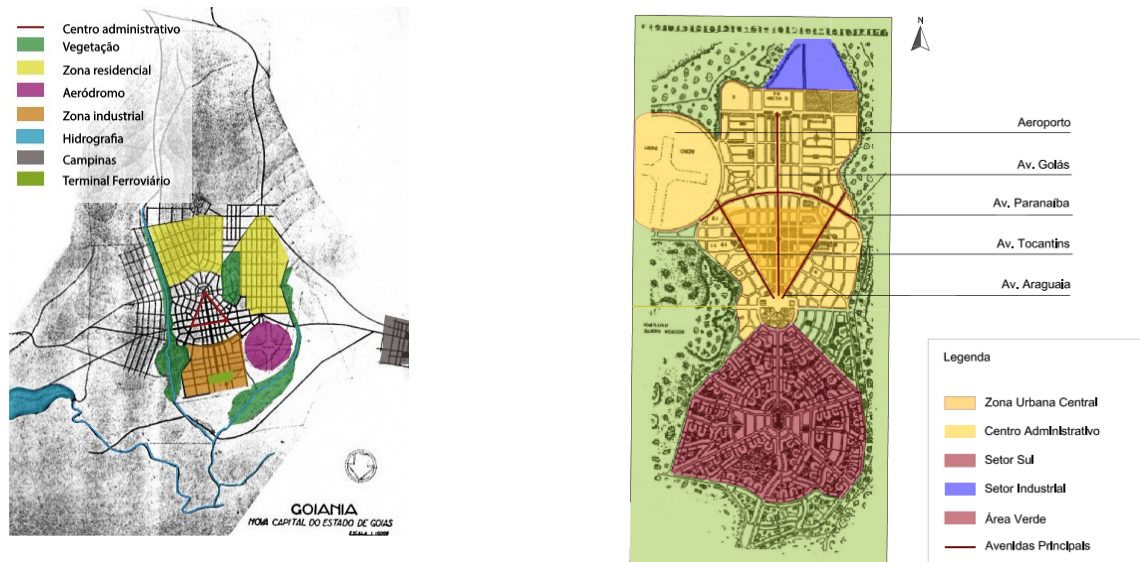 Centro administrativo
Vegetação
Zona residencial
Aeródromo
Zona industrial
Hidrografia
Campinas
Terminal Ferroviário
GOIANIA
NOVA CAPITAL DO ESTADO DE GOIAS
N
Aeroporto
Av. Goiás
Av. Paranaíba
Av. Tocantins
Av. Araguaia
Legenda
Zona Urbana Central
Centro Administrativo
Setor Sul
Setor Industrial
Área Verde
Avenidas Principais